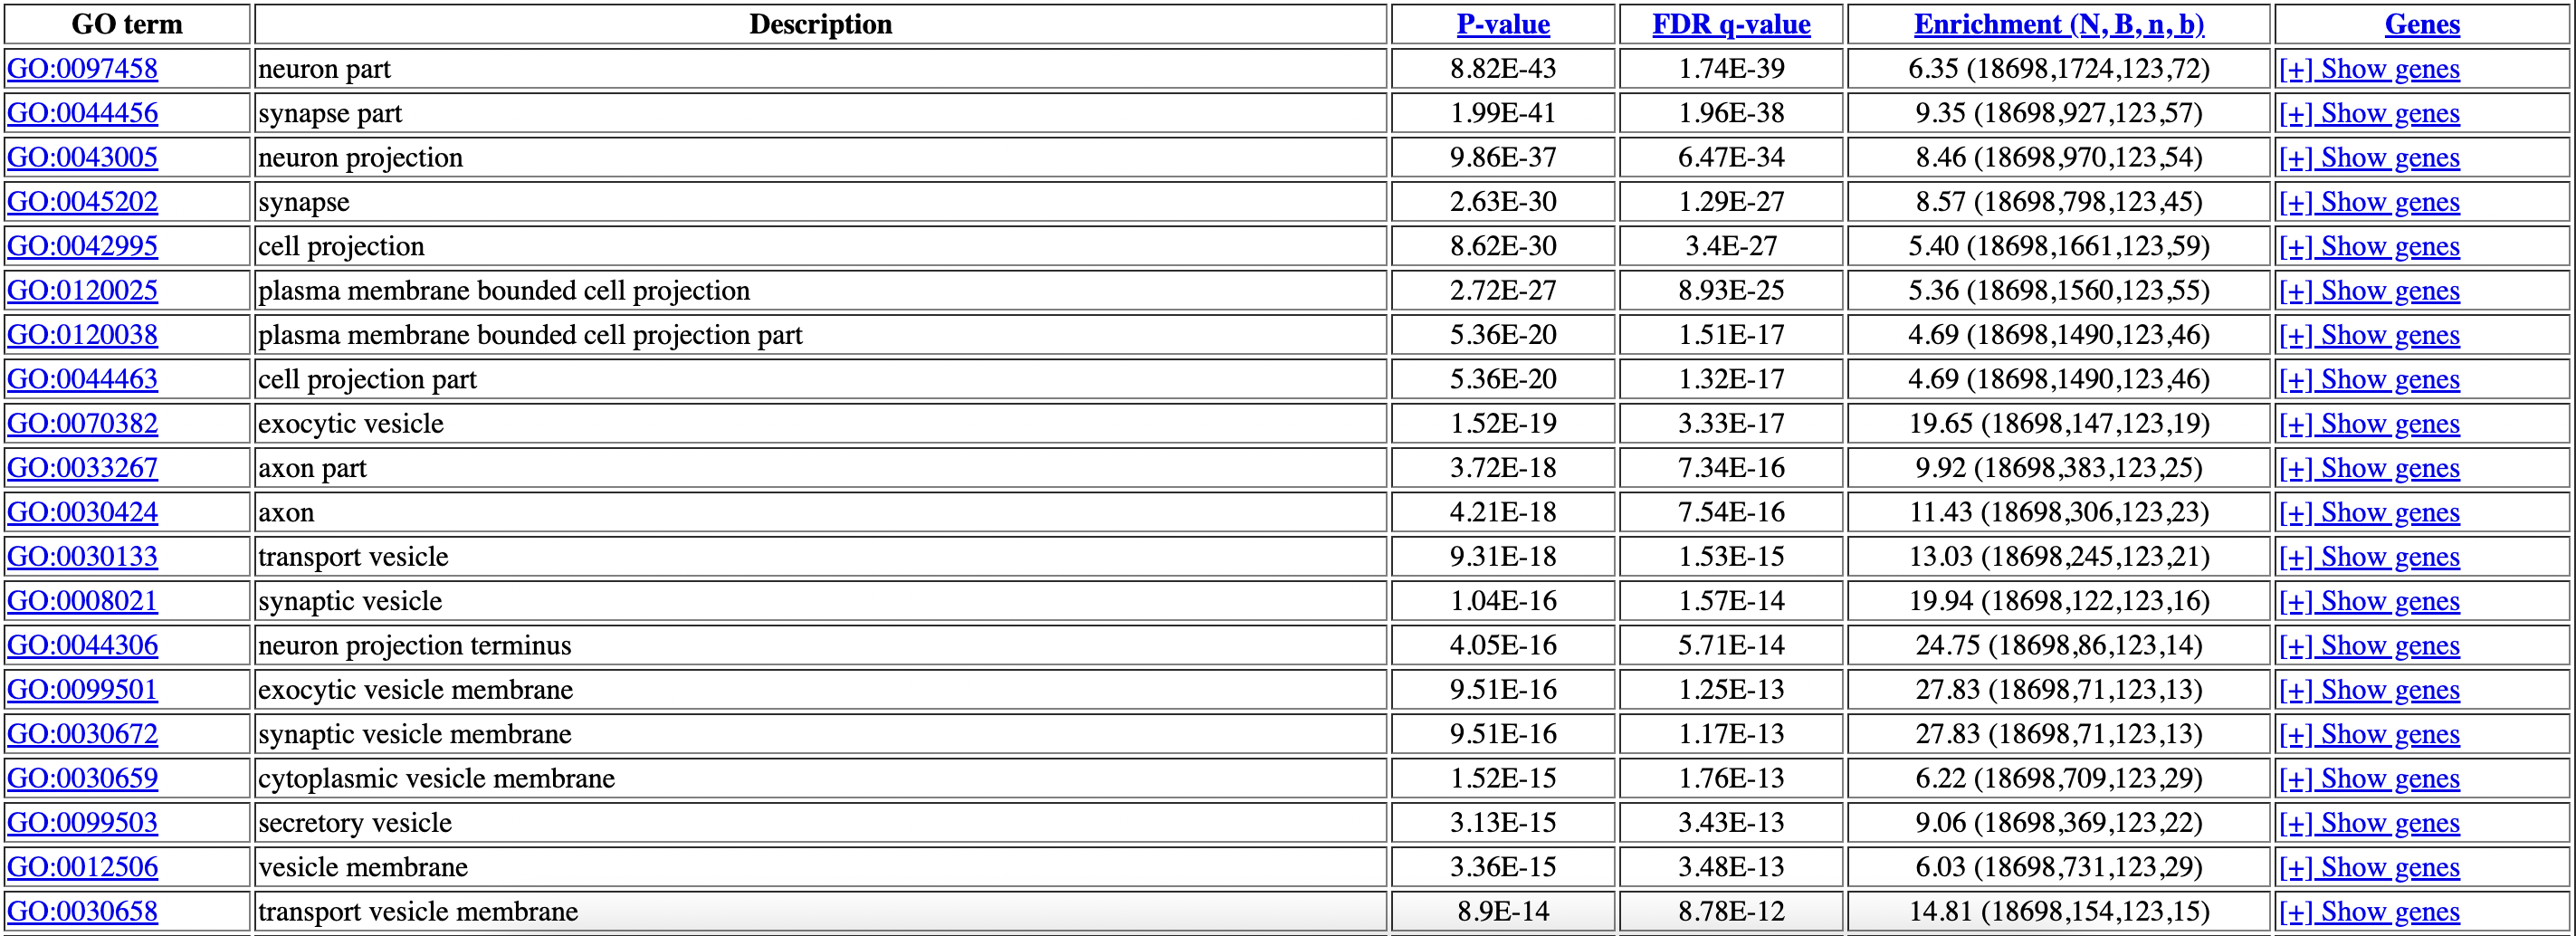 GO term Description P-value FDR q-value Enrichment (N, B, n, b) Genes
GO:0097458 neuron part 8.82E-43 1.74E-39 6.35 (18698,1724,123,72) [+] Show genes
GO:0044456 synapse part 1.99E-41 1.96E-38 9.35 (18698,927,123,57) [+] Show genes
GO:0043005 neuron projection 9.86E-37 6.47E-34 8.46 (18698,970,123,54) [+] Show genes
GO:0045202 synapse 2.63E-30 1.29E-27 8.57 (18698,798,123,45) [+] Show genes
GO:0042995 cell projection 8.62E-30 3.4E-27 5.40 (18698,1661,123,59) [+] Show genes
GO:0120025 plasma membrane bounded cell projection 2.72E-27 8.93E-25 5.36 (18698,1560,123,55) [+] Show genes
GO:0120038 plasma membrane bounded cell projection part 5.36E-20 1.51E-17 4.69 (18698,1490,123,46) [+] Show genes
GO:0044463 cell projection part 5.36E-20 1.32E-17 4.69 (18698,1490,123,46) [+] Show genes
GO:0070382 exocytic vesicle 1.52E-19 3.33E-17 19.65 (18698,147,123,19) [+] Show genes
GO:0033267 axon part 3.72E-18 7.34E-16 9.92 (18698,383,123,25) [+] Show genes
GO:0030424 axon 4.21E-18 7.54E-16 11.43 (18698,306,123,23) [+] Show genes
GO:0030133 transport vesicle 9.31E-18 1.53E-15 13.03 (18698,245,123,21) [+] Show genes
GO:0008021 synaptic vesicle 1.04E-16 1.57E-14 19.94 (18698,122,123,16) [+] Show genes
GO:0044306 neuron projection terminus 4.05E-16 5.71E-14 24.75 (18698,86,123,14) [+] Show genes
GO:0099501 exocytic vesicle membrane 9.51E-16 1.25E-13 27.83 (18698,71,123,13) [+] Show genes
GO:0030672 synaptic vesicle membrane 9.51E-16 1.17E-13 27.83 (18698,71,123,13) [+] Show genes
GO:0030659 cytoplasmic vesicle membrane 1.52E-15 1.76E-13 6.22 (18698,709,123,29) [+] Show genes
GO:0099503 secretory vesicle 3.13E-15 3.43E-13 9.06 (18698,369,123,22) [+] Show genes
GO:0012506 vesicle membrane 3.36E-15 3.48E-13 6.03 (18698,731,123,29) [+] Show genes
GO:0030658 transport vesicle membrane 8.9E-14 8.78E-12 14.81 (18698,154,123,15) [+] Show genes